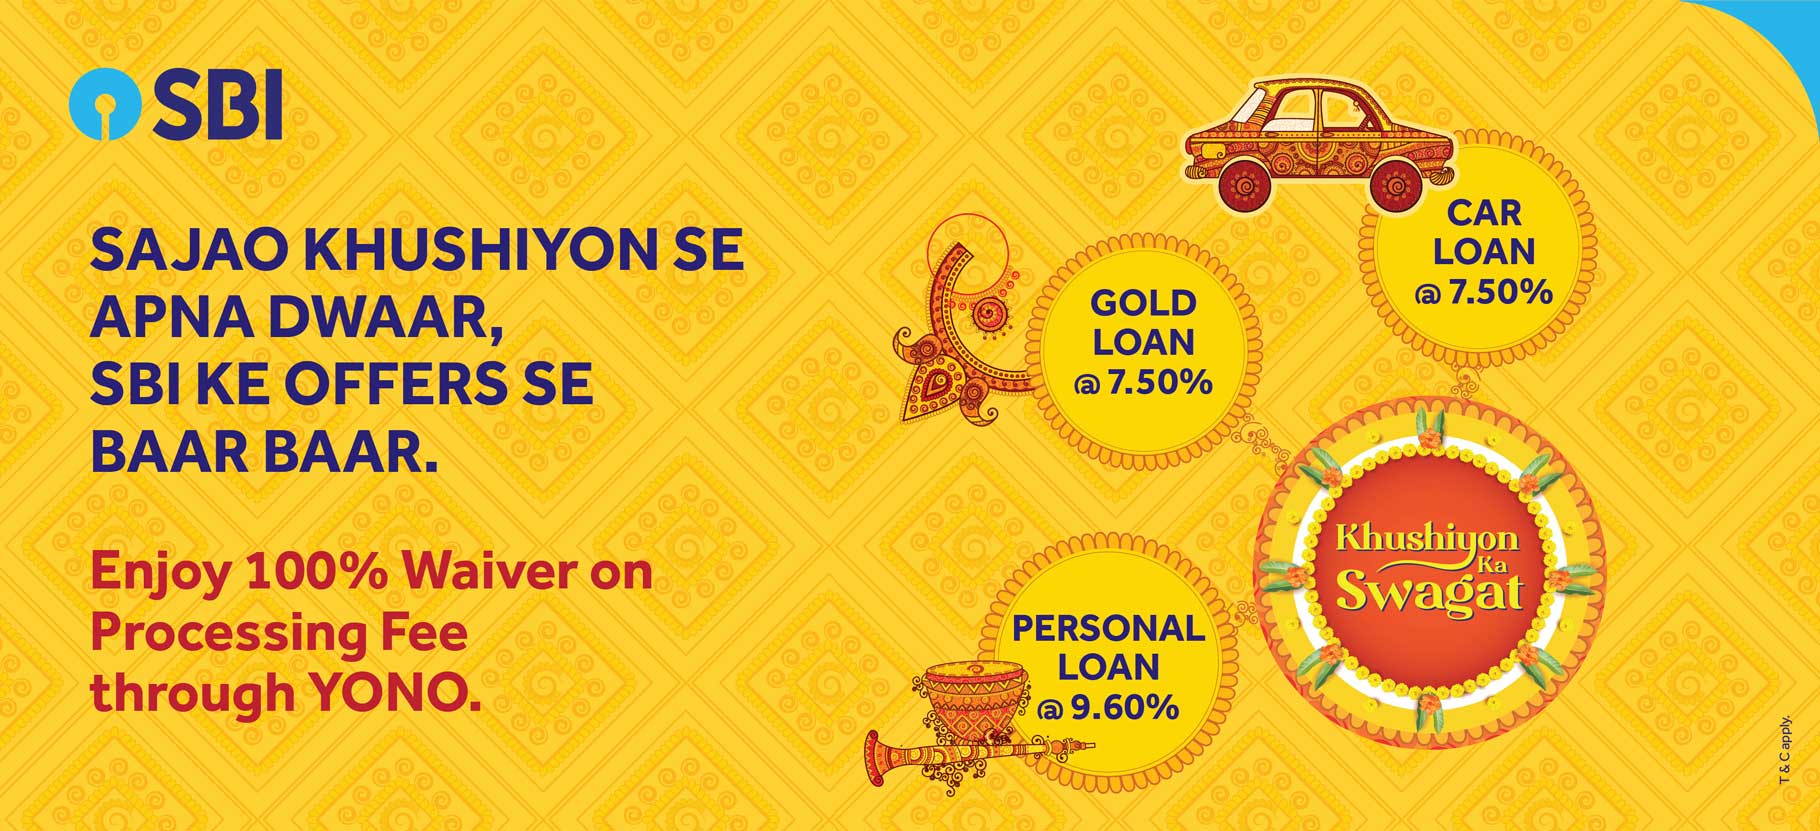 SBI
SAJAO KHUSHIYON SE
APNA DWAAR,
SBI KE OFFERS SE
BAAR BAAR.
Enjoy 100% Waiver on
Processing Fee
through YONO.
CAR
LOAN
@ 7.50%
GOLD
LOAN
@ 7.50%
PERSONAL
LOAN
@ 9.60%
Khushiyon
Ka
Swagat
T & C apply.